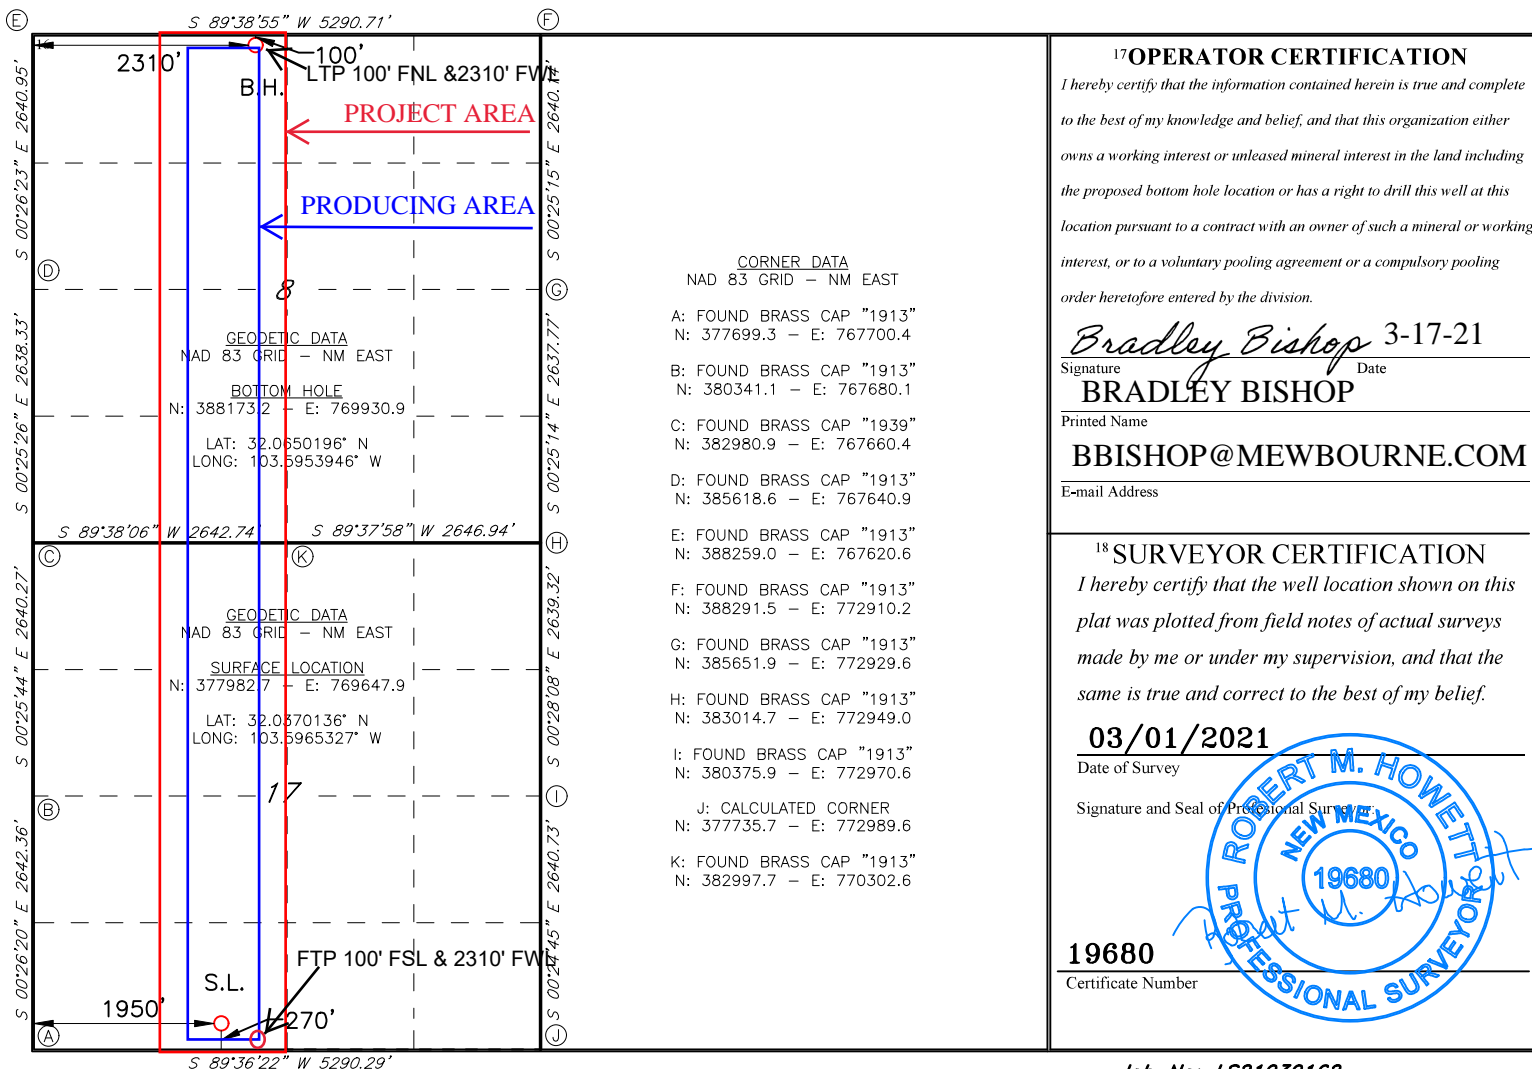 E
S 89°38'55" W 5290.71'
F
2310'
100'
LTP 100' FNL &2310' FWL
B.H.
PROJECT AREA
PRODUCING AREA
S 00°26'23" E 2640.95'
S 00°25'15" E 2640.14'
D
8
G
GEODETIC DATA
NAD 83 GRID – NM EAST
BOTTOM HOLE
N: 388173.2 – E: 769930.9
LAT: 32.0650196° N
LONG: 103.5953946° W
S 00°25'26" E 2638.33'
S 00°25'14" E 2637.77'
S 89°38'06" W 2642.74'
S 89°37'58" W 2646.94'
C
K
H
GEODETIC DATA
NAD 83 GRID – NM EAST
SURFACE LOCATION
N: 377982.7 – E: 769647.9
LAT: 32.0370136° N
LONG: 103.5965327° W
S 00°25'44" E 2640.27'
S 00°28'08" E 2639.32'
B
17
I
FTP 100' FSL & 2310' FWL
S.L.
1950'
270'
S 00°26'20" E 2642.36'
S 00°24'45" E 2640.73'
A
J
S 89°36'22" W 5290.29'
CORNER DATA
NAD 83 GRID – NM EAST
A: FOUND BRASS CAP "1913"
N: 377699.3 – E: 767700.4
B: FOUND BRASS CAP "1913"
N: 380341.1 – E: 767680.1
C: FOUND BRASS CAP "1939"
N: 382980.9 – E: 767660.4
D: FOUND BRASS CAP "1913"
N: 385618.6 – E: 767640.9
E: FOUND BRASS CAP "1913"
N: 388259.0 – E: 767620.6
F: FOUND BRASS CAP "1913"
N: 388291.5 – E: 772910.2
G: FOUND BRASS CAP "1913"
N: 385651.9 – E: 772929.6
H: FOUND BRASS CAP "1913"
N: 383014.7 – E: 772949.0
I: FOUND BRASS CAP "1913"
N: 380375.9 – E: 772970.6
J: CALCULATED CORNER
N: 377735.7 – E: 772989.6
K: FOUND BRASS CAP "1913"
N: 382997.7 – E: 770302.6
17 OPERATOR CERTIFICATION
I hereby certify that the information contained herein is true and complete
to the best of my knowledge and belief, and that this organization either
owns a working interest or unleased mineral interest in the land including
the proposed bottom hole location or has a right to drill this well at this
location pursuant to a contract with an owner of such a mineral or working
interest, or to a voluntary pooling agreement or a compulsory pooling
order heretofore entered by the division.
Bradley Bishop 3-17-21
Signature Date
BRADLEY BISHOP
Printed Name
BBISHOP@MEWBOURNE.COM
E-mail Address
18 SURVEYOR CERTIFICATION
I hereby certify that the well location shown on this
plat was plotted from field notes of actual surveys
made by me or under my supervision, and that the
same is true and correct to the best of my belief.
03/01/2021
Date of Survey
Signature and Seal of Profesional Surveyor:
ROBERT M. HOWETT
NEW MEXICO
19680
PROFESSIONAL SURVEYOR
Robert M. Howett
19680
Certificate Number